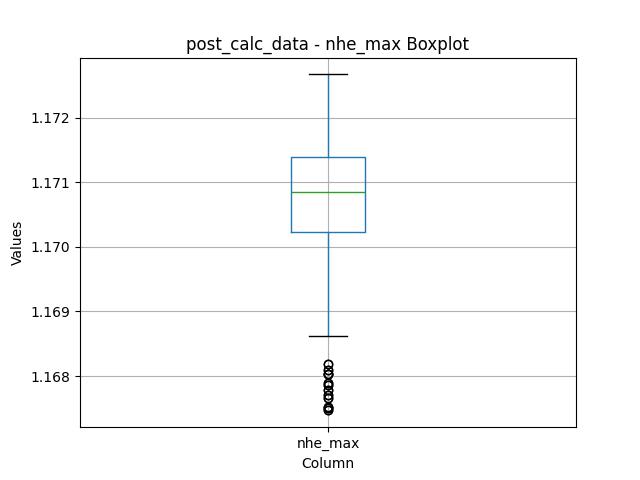 post_calc_data - nhe_max Boxplot
1.172
1.171
1.170
1.169
1.168
Values
nhe_max
Column